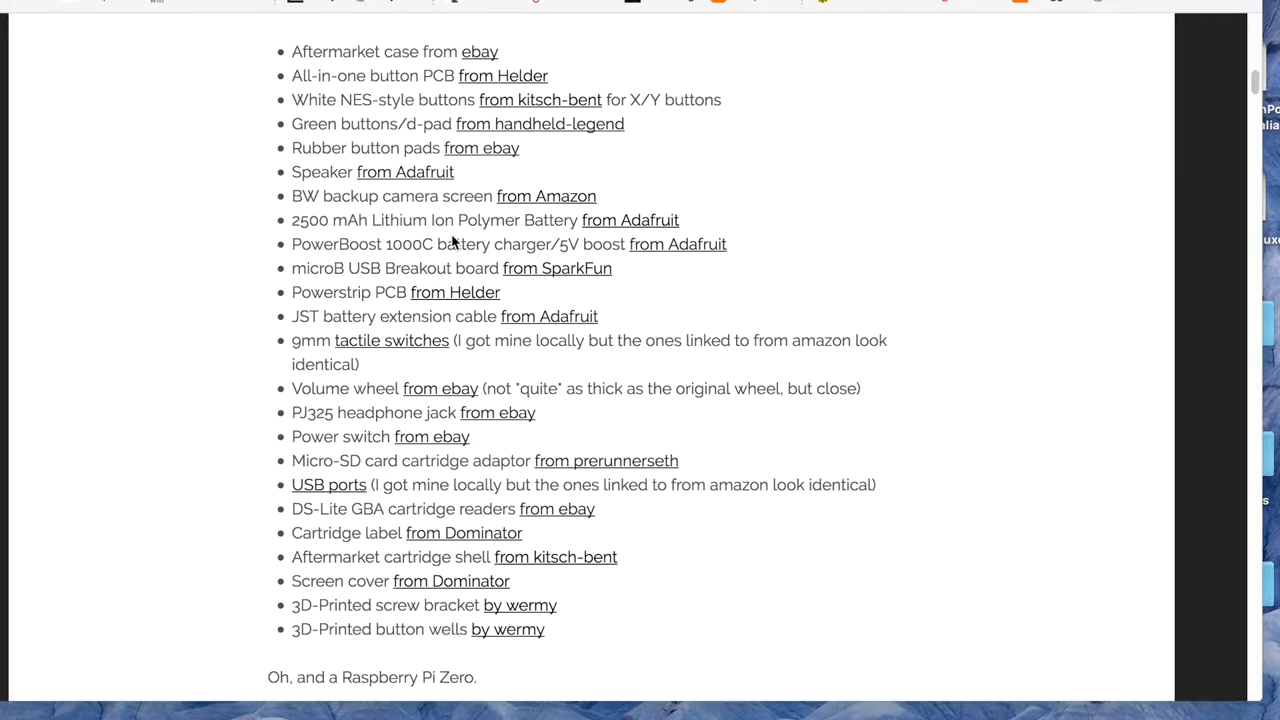 Aftermarket case from ebay
All-in-one button PCB from Helder
White NES-style buttons from kitsch-bent for X/Y buttons
Green buttons/d-pad from handheld-legend
Rubber button pads from ebay
Speaker from Adafruit
BW backup camera screen from Amazon
2500 mAh Lithium Ion Polymer Battery from Adafruit
PowerBoost 1000C battery charger/5V boost from Adafruit
microB USB Breakout board from SparkFun
Powerstrip PCB from Helder
JST battery extension cable from Adafruit
9mm tactile switches (I got mine locally but the ones linked to from amazon look
identical)
Volume wheel from ebay (not *quite* as thick as the original wheel, but close)
PJ325 headphone jack from ebay
Power switch from ebay
Micro-SD card cartridge adaptor from prerunnerseth
USB ports (I got mine locally but the ones linked to from amazon look identical)
DS-Lite GBA cartridge readers from ebay
Cartridge label from Dominator
Aftermarket cartridge shell from kitsch-bent
Screen cover from Dominator
3D-Printed screw bracket by wermy
3D-Printed button wells by wermy
Oh, and a Raspberry Pi Zero.